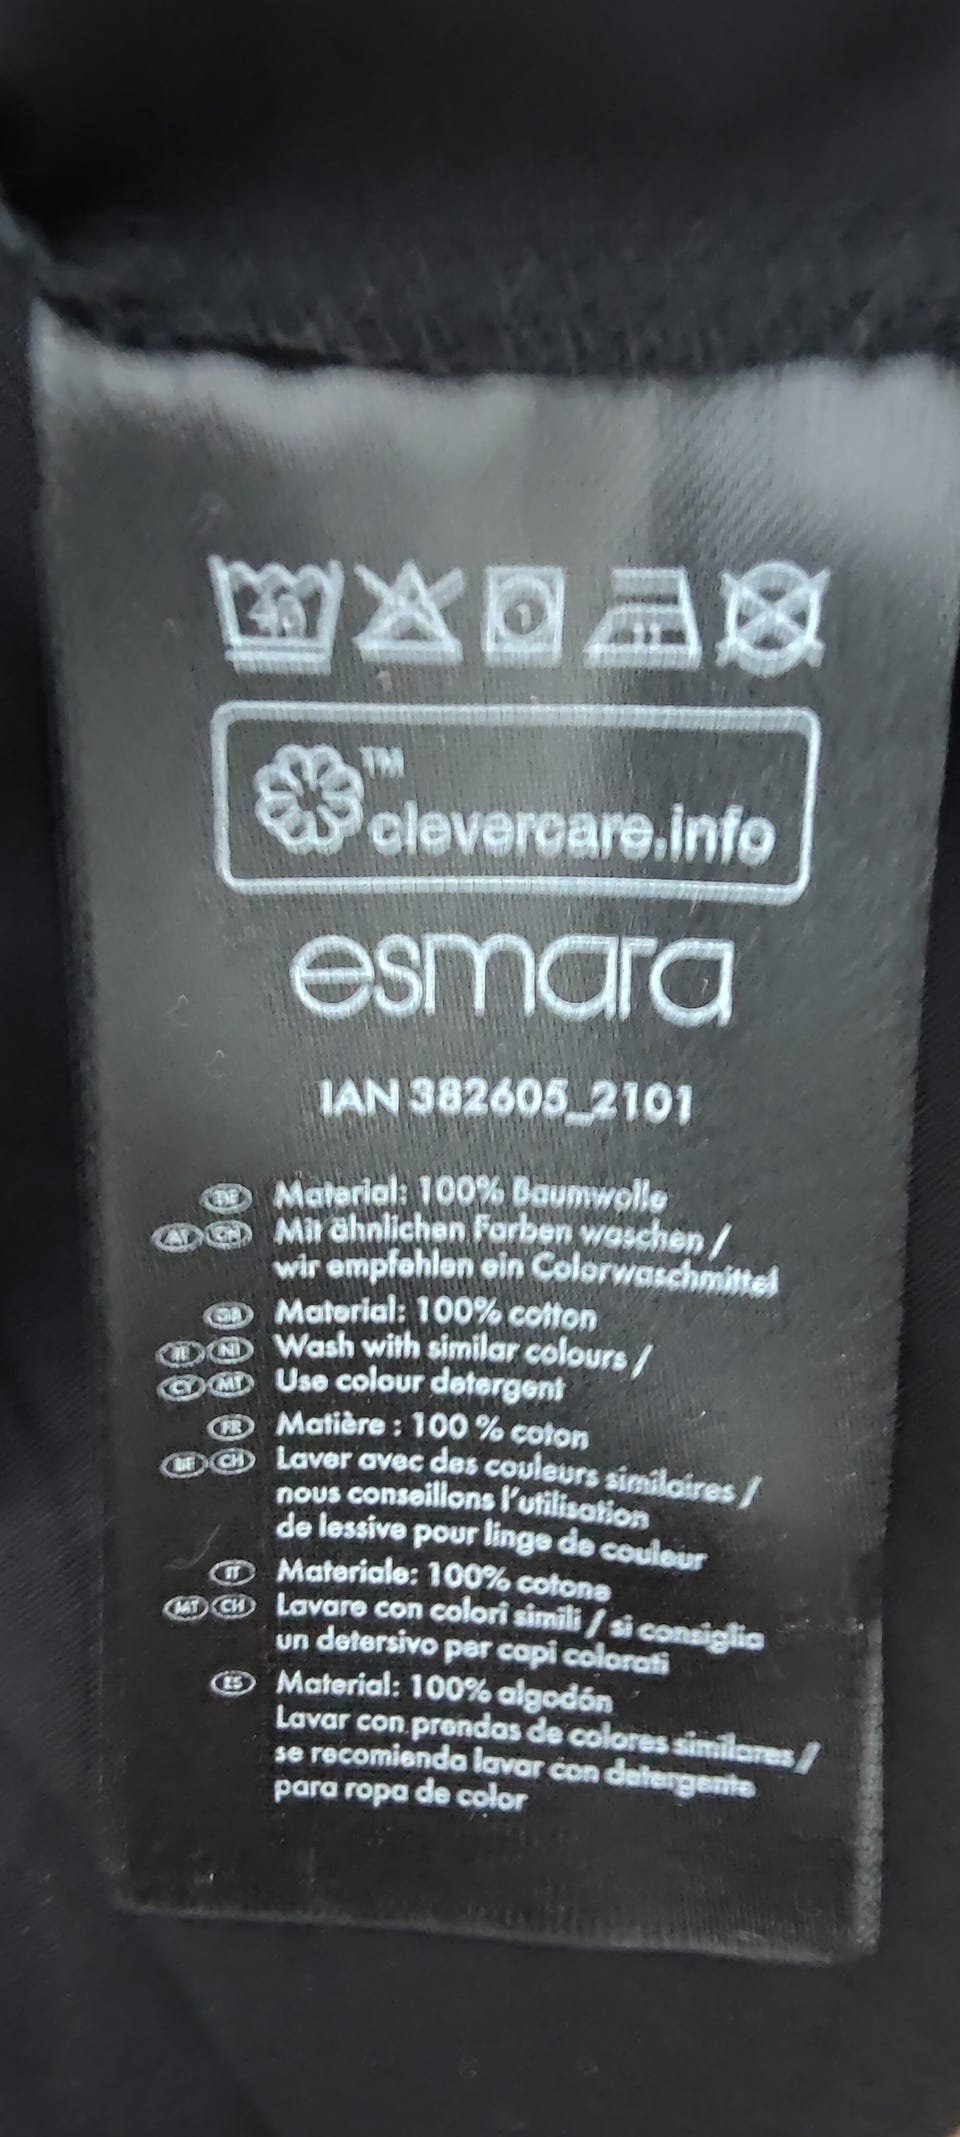 40
1
TM
clevercare.info
esmara
IAN 382605_2101
DE Material: 100% Baumwolle
AT CH Mit ähnlichen Farben waschen /
wir empfehlen ein Colorwaschmittel
GB Material: 100% cotton
IE NI Wash with similar colours /
CY MT Use colour detergent
FR Matière : 100 % coton
BE CH Laver avec des couleurs similaires /
nous conseillons l'utilisation
de lessive pour linge de couleur
IT Materiale: 100% cotone
MT CH Lavare con colori simili / si consiglia
un detersivo per capi colorati
ES Material: 100% algodón
Lavar con prendas de colores similares /
se recomienda lavar con detergente
para ropa de color